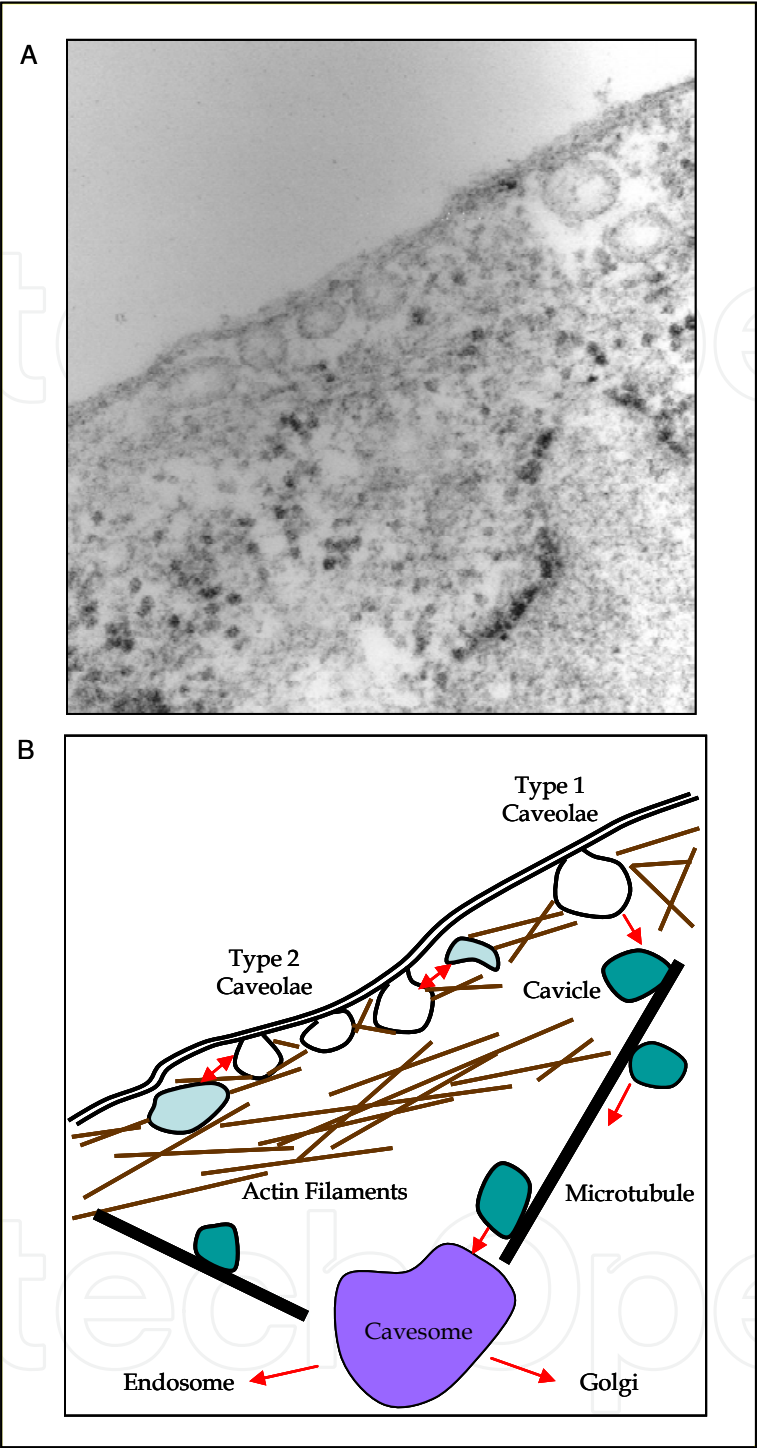 A
B
Type 1
Caveolae
Type 2
Caveolae
Cavicle
Actin Filaments
Microtubule
Cavesome
Endosome
Golgi